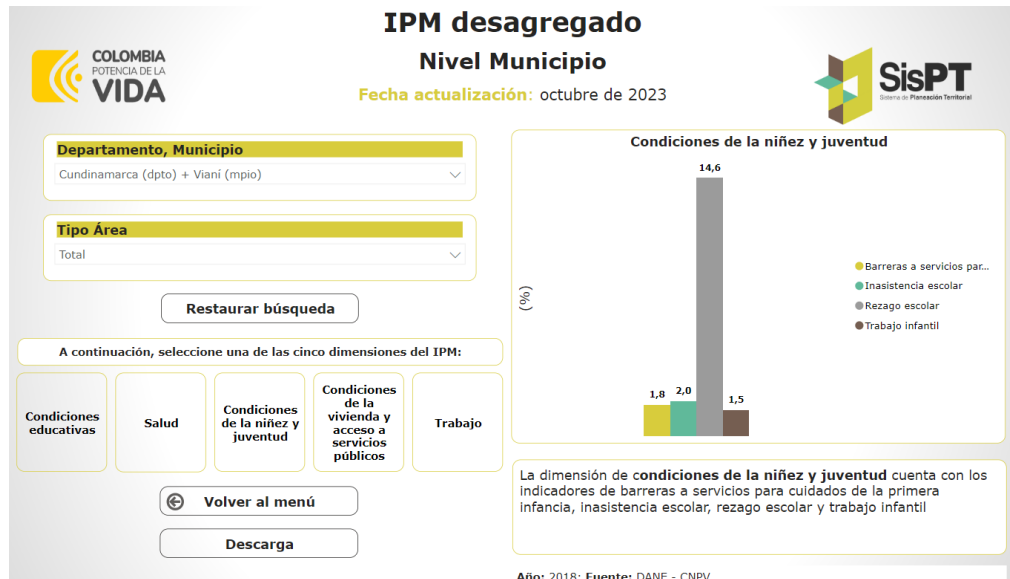 IPM desagregado
Nivel Municipio
Fecha actualización: octubre de 2023
COLOMBIA
POTENCIA DE LA
VIDA
SisPT
Sistema de Planeación Territorial
Departamento, Municipio
Cundinamarca (dpto) + Vianí (mpio)
Tipo Área
Total
Restaurar búsqueda
A continuación, seleccione una de las cinco dimensiones del IPM:
Condiciones
educativas
Salud
Condiciones
de la niñez y
juventud
Condiciones
de la
vivienda y
acceso a
servicios
públicos
Trabajo
Volver al menú
Descarga
Condiciones de la niñez y juventud
(%)
1,8
2,0
14,6
1,5
Barreras a servicios par...
Inasistencia escolar
Rezago escolar
Trabajo infantil
La dimensión de condiciones de la niñez y juventud cuenta con los
indicadores de barreras a servicios para cuidados de la primera
infancia, inasistencia escolar, rezago escolar y trabajo infantil
Año: 2018; Fuente: DANE - CNPV